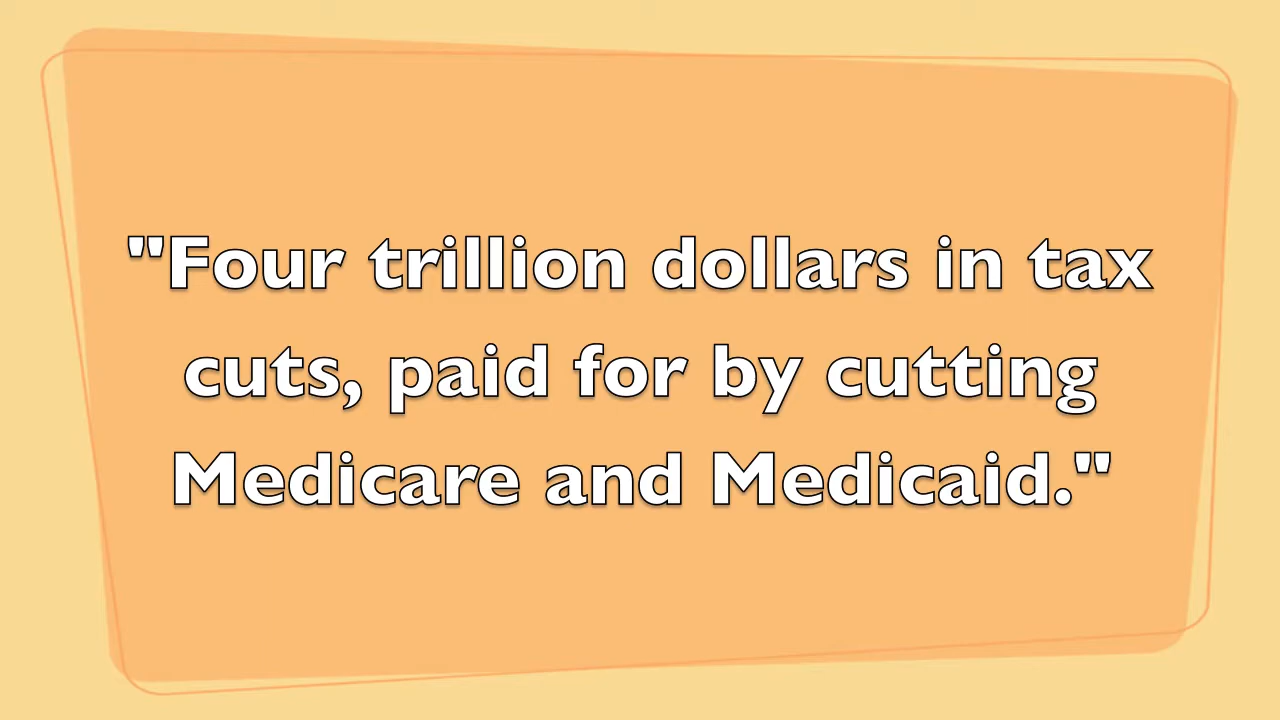 "Four trillion dollars in tax
cuts, paid for by cutting
Medicare and Medicaid."